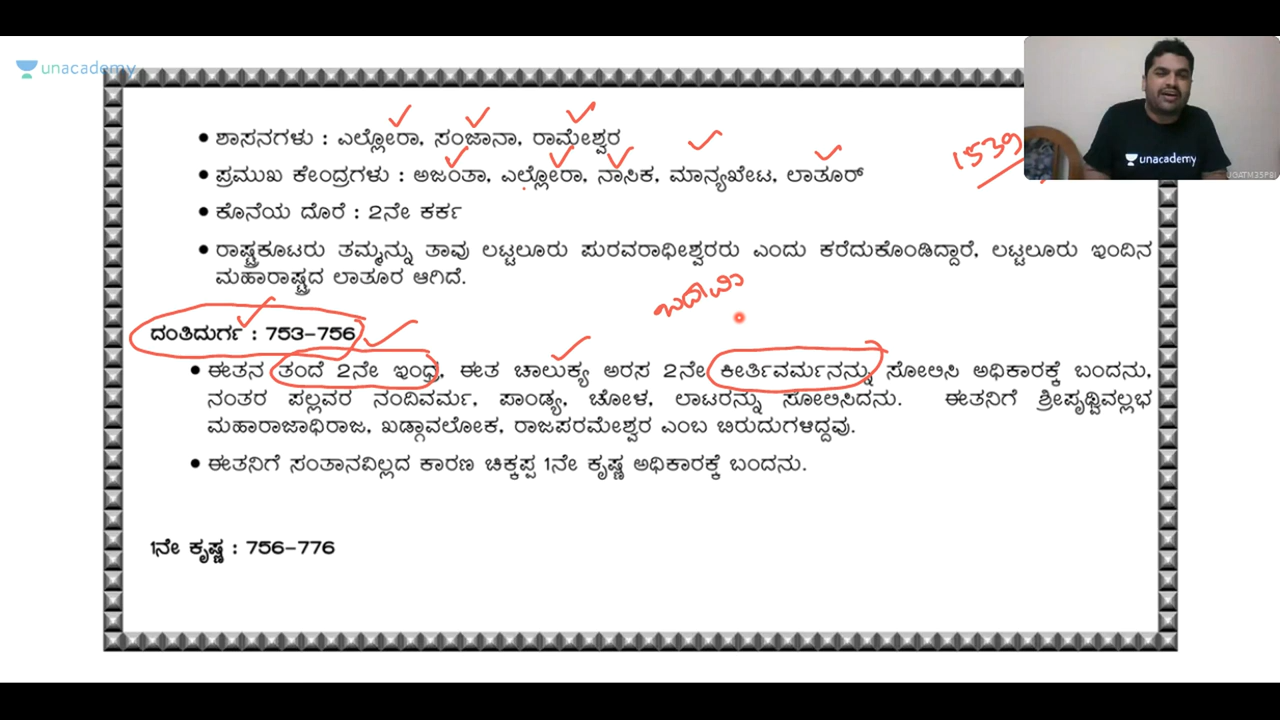 unacademy
• ಶಾಸನಗಳು : ಎಲ್ಲೋರಾ, ಸಂಜಾನಾ, ರಾಮೇಶ್ವರ
1539
unacademy
• ಪ್ರಮುಖ ಕೇಂದ್ರಗಳು : ಅಜಂತಾ, ಎಲ್ಲೋರಾ, ನಾಸಿಕ, ಮಾನ್ಯಖೇಟ, ಲಾತೂರ್
• ಕೊನೆಯ ದೊರೆ : 2ನೇ ಕರ್ಕ
• ರಾಷ್ಟ್ರಕೂಟರು ತಮ್ಮನ್ನು ತಾವು ಲಟ್ಟಲೂರು ಪುರವರಾಧೀಶ್ವರರು ಎಂದು ಕರೆದುಕೊಂಡಿದ್ದಾರೆ, ಲಟ್ಟಲೂರು ಇಂದಿನ
ಮಹಾರಾಷ್ಟ್ರದ ಲಾತೂರ ಆಗಿದೆ.
ಬದಾಮಿ
ದಂತಿದುರ್ಗ : 753-756
• ಈತನ ತಂದೆ 2ನೇ ಇಂಧ್ರ, ಈತ ಚಾಲುಕ್ಯ ಅರಸ 2ನೇ ಕೀರ್ತಿವರ್ಮನನ್ನು ಸೋಲಿಸಿ ಅಧಿಕಾರಕ್ಕೆ ಬಂದನು,
ನಂತರ ಪಲ್ಲವರ ನಂದಿವರ್ಮ, ಪಾಂಡ್ಯ, ಚೋಳ, ಲಾಟರನ್ನು ಸೋಲಿಸಿದನು. ಈತನಿಗೆ ಶ್ರೀಪೃಥ್ವಿವಲ್ಲಭ
ಮಹಾರಾಜಾಧಿರಾಜ, ಖಡ್ಗಾವಲೋಕ, ರಾಜಪರಮೇಶ್ವರ ಎಂಬ ಬಿರುದುಗಳಿದ್ದವು.
• ಈತನಿಗೆ ಸಂತಾನವಿಲ್ಲದ ಕಾರಣ ಚಿಕ್ಕಪ್ಪ 1ನೇ ಕೃಷ್ಣ ಅಧಿಕಾರಕ್ಕೆ ಬಂದನು.
1ನೇ ಕೃಷ್ಣ : 756-776